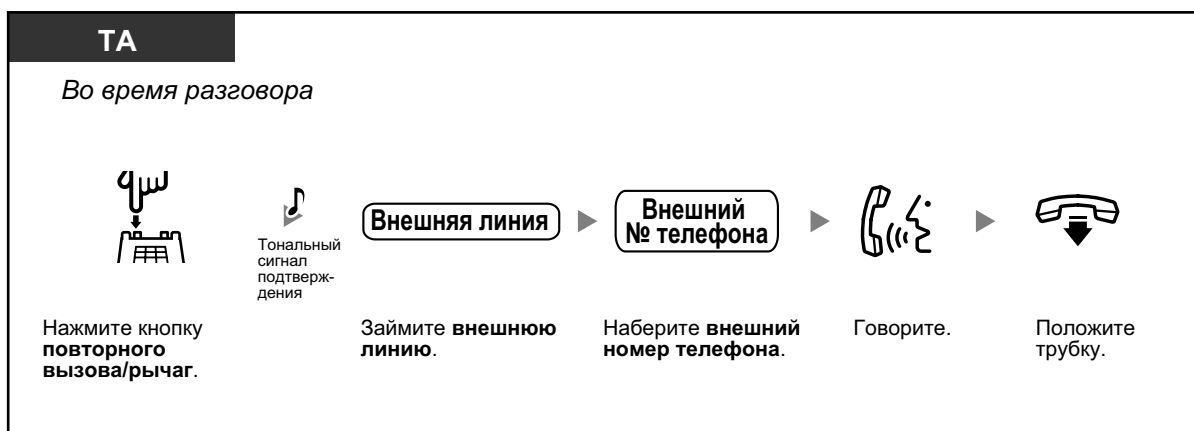 ТА
Во время разговора
Тональный
сигнал
подтверж-
дения
Внешняя линия
Внешний
№ телефона
Нажмите кнопку
повторного
вызова/рычаг.
Займите внешнюю
линию.
Наберите внешний
номер телефона.
Говорите.
Положите
трубку.